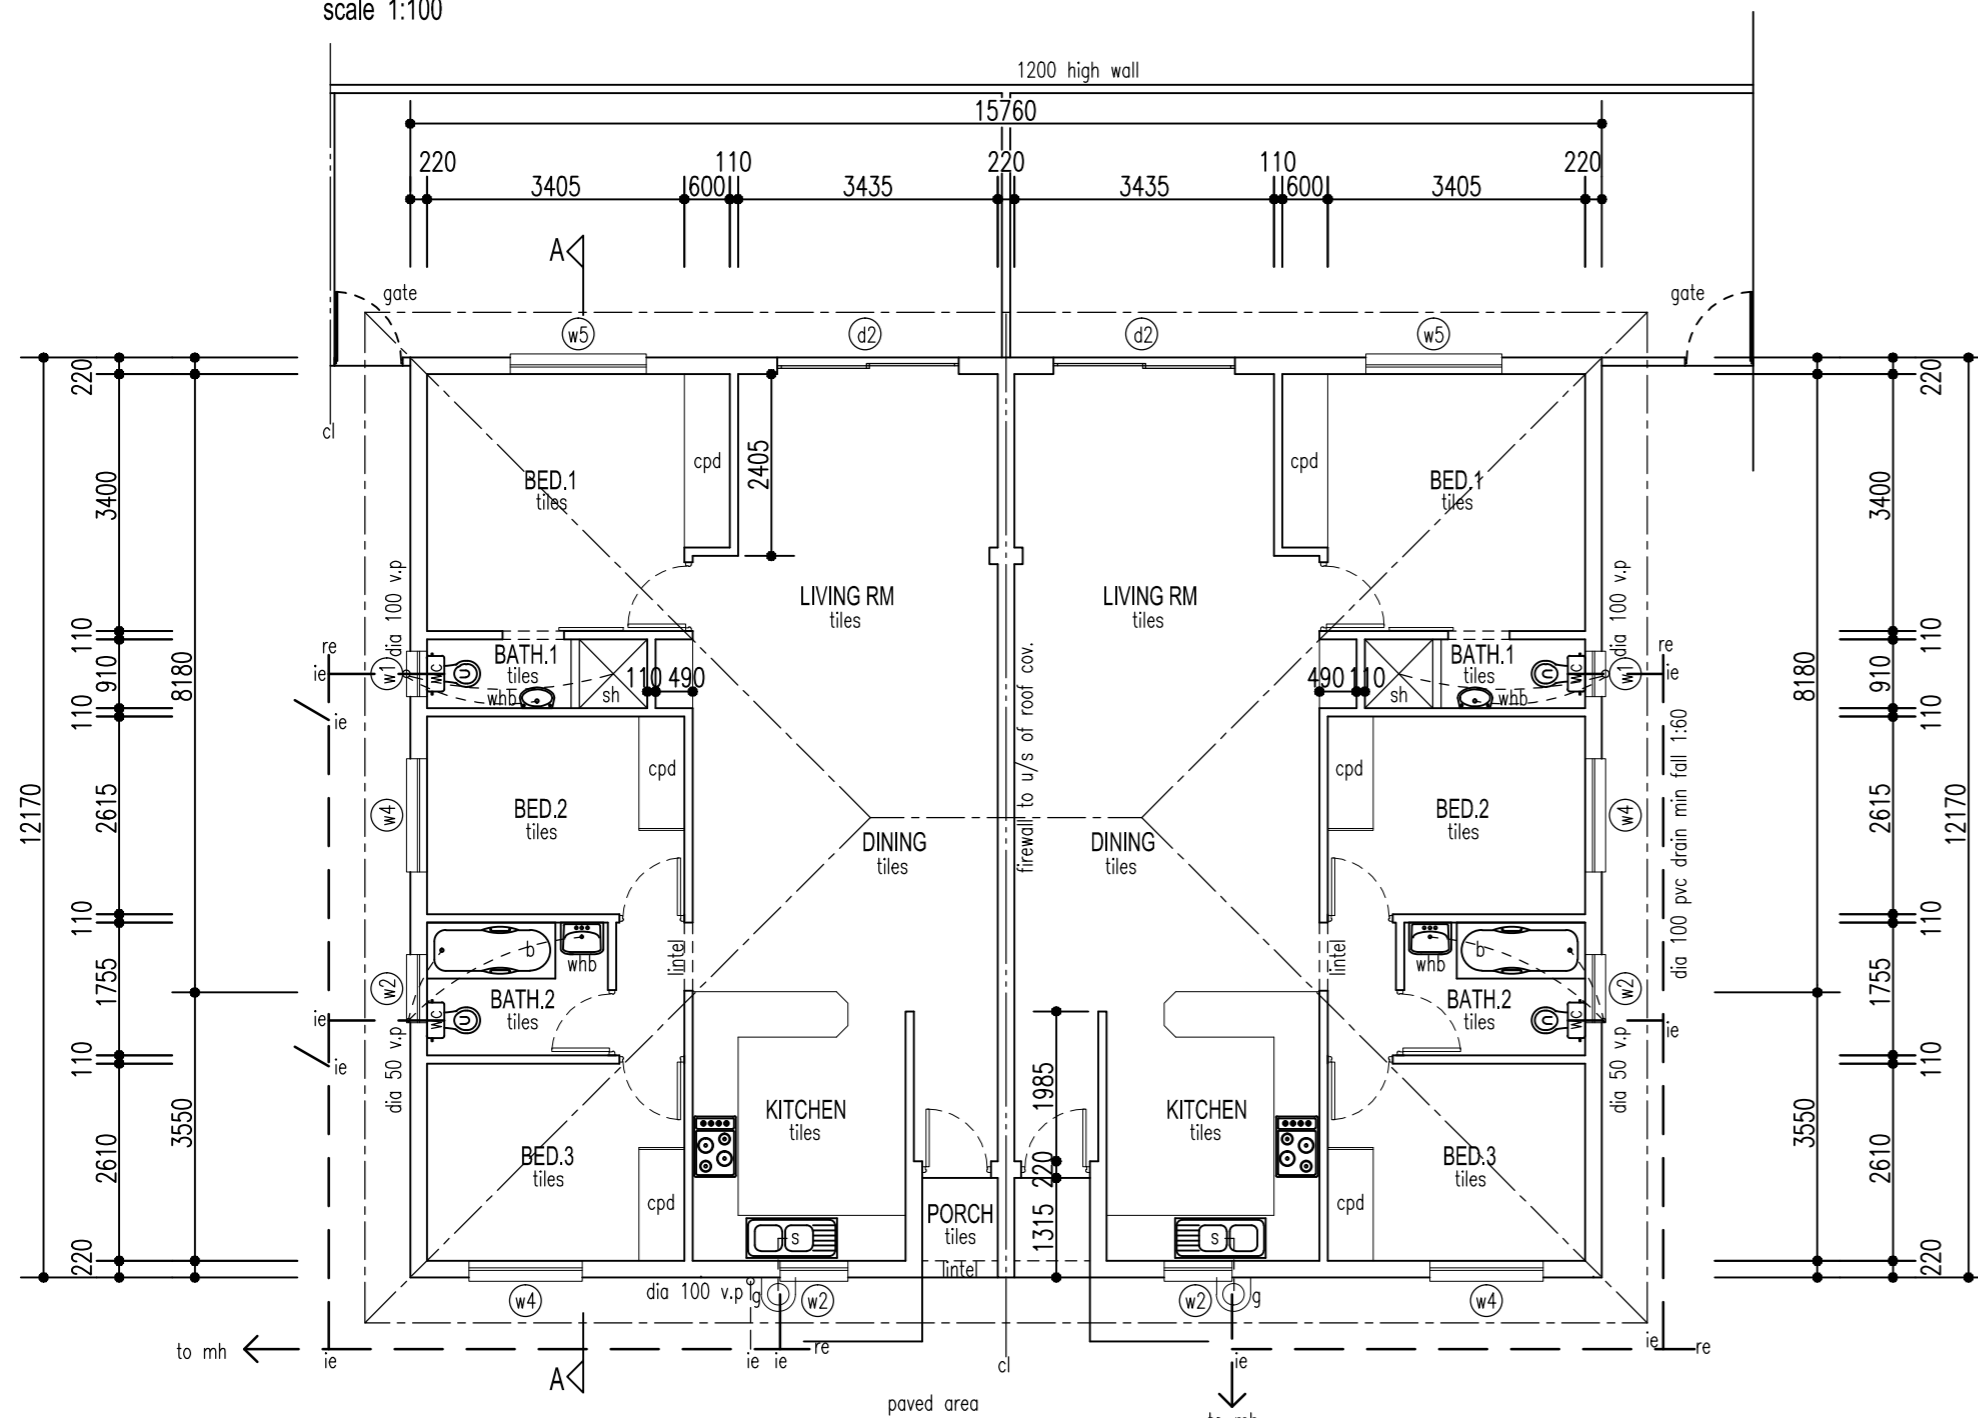 scale 1:100
1200 high wall
15760
220 110 220 110 220
3405 600 3435 3435 600 3405
A
gate gate
w5 d2 d2 w5
220 220
220 220
cl
3400 3400
cpd 2405 cpd
BED.1 BED.1
tiles tiles
dia 100 v.p dia 100 v.p
LIVING RM LIVING RM
tiles tiles
firewall to u/s of roof cov.
110 110
re re
ie w1 WC BATH.1 BATH.1 WC w1 ie
tiles tiles
910 8180 910 8180
whb sh 110 490 490 110 sh whb
110 110
ie
dia 100 pvc drain min fall 1:60
12170 2615 2615 12170
cpd cpd
w4 BED.2 BED.2 w4
tiles tiles
DINING DINING
tiles tiles
110 110
b whb lintel lintel whb b
1755 1755
w2 w2
BATH.2 BATH.2
ie WC tiles tiles WC ie
dia 50 v.p dia 50 v.p
110 110
ie
1985
KITCHEN KITCHEN
tiles tiles
3550 3550
2610 2610
BED.3 BED.3
tiles tiles
220
cpd cpd
PORCH
tiles
1315
s s
220 220
lintel
dia 100 v.p g g
w4 w2 w2 w4
to mh ie ie ie re ie ie re
A cl
paved area
to mh